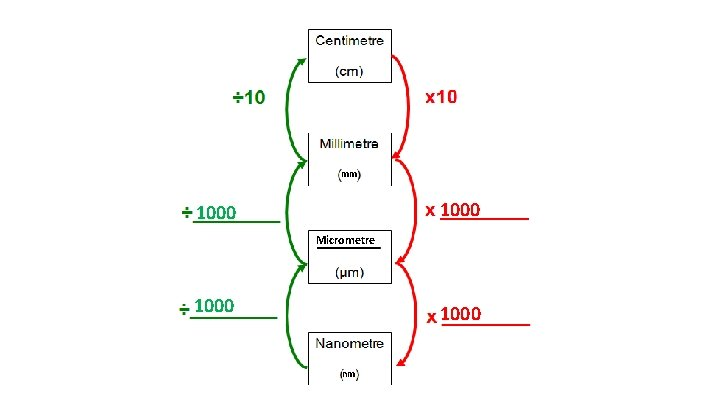 Centimetre
(cm)
÷10
x10
Millimetre
(mm)
÷ 1000
x 1000
Micrometre
(µm)
÷ 1000
x 1000
Nanometre
(nm)